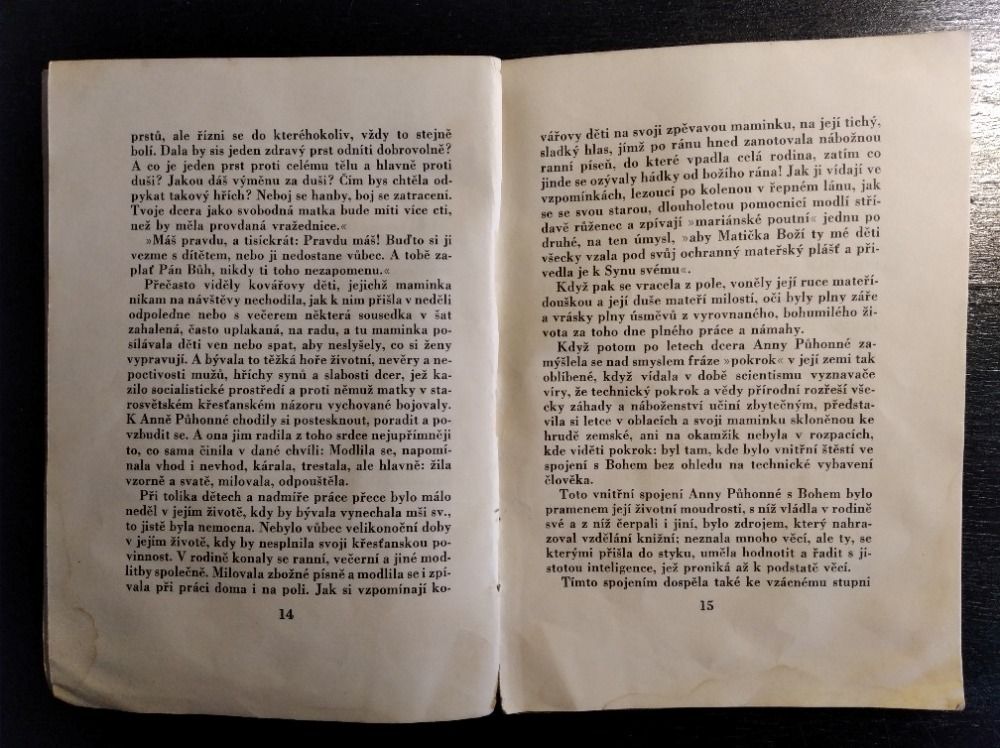 prstů, ale řízni se do kteréhokoliv, vždy to stejně
bolí. Dala by sis jeden zdravý prst odníti dobrovolně?
A co je jeden prst proti celému tělu a hlavně proti
duši? Jakou dáš výměnu za duši? Čím bys chtěla od-
pykat takový hřích? Neboj se hanby, boj se zatracení.
Tvoje dcera jako svobodná matka bude míti více cti,
než by měla provdaná vražednice.«
»Máš pravdu, a tisíckrát: Pravdu máš! Buďto si ji
vezme s dítětem, nebo ji nedostane vůbec. A tobě za-
plať Pán Bůh, nikdy ti toho nezapomenu.«
Přečasto viděly kovářovy děti, jejichž maminka
nikam na návštěvy nechodila, jak k nim přišla v neděli
odpoledne nebo s večerem některá sousedka v šat
zahalená, často uplakaná, na radu, a tu maminka po-
sílávala děti ven nebo spat, aby neslyšely, co si ženy
vypravují. A bývala to těžká hoře životní, nevěry a ne-
poctivosti mužů, hříchy synů a slabosti dcer, jež ka-
zilo socialistické prostředí a proti němuž matky v sta-
rosvětském křesťanském názoru vychované bojovaly.
K Anně Půhonné chodily si postesknout, poradit a po-
vzbudit se. A ona jim radila z toho srdce nejupřímněji
to, co sama činila v dané chvíli: Modlila se, napomí-
nala vhod i nevhod, kárala, trestala, ale hlavně: žila
vzorně a svatě, milovala, odpouštěla.
Při tolika dětech a nadmíře práce přece bylo málo
neděl v jejím životě, kdy by bývala vynechala mši sv.,
to jistě byla nemocna. Nebylo vůbec velikonoční doby
v jejím životě, kdy by nesplnila svoji křesťanskou po-
vinnost. V rodině konaly se ranní, večerní a jiné mod-
litby společně. Milovala zbožné písně a modlila se i zpí-
vala při práci doma i na poli. Jak si vzpomínají ko-
14
vářovy děti na svoji zpěvavou maminku, na její tichý,
sladký hlas, jímž po ránu hned zanotovala nábožnou
ranní píseň, do které vpadla celá rodina, zatím co
jinde se ozývaly hádky od božího rána! Jak ji vídají ve
vzpomínkách, lezoucí po kolenou v řepném lánu, jak
se se svou starou, dlouholetou pomocnicí modlí stří-
davě růženec a zpívají »mariánské poutní« jednu po
druhé, na ten úmysl, »aby Matička Boží ty mé děti
všecky vzala pod svůj ochranný mateřský plášť a při-
vedla je k Synu svému«.
Když pak se vracela z pole, voněly její ruce mateří-
douškou a její duše mateří milostí, oči byly plny záře
a vrásky plny úsměvů z vyrovnaného, bohumilého ži-
vota za toho dne plného práce a námahy.
Když potom po letech dcera Anny Půhonné za-
mýšlela se nad smyslem fráze »pokrok« v její zemi tak
oblíbené, když vídala v době scientismu vyznavače
víry, že technický pokrok a vědy přírodní rozřeší vše-
cky záhady a náboženství učiní zbytečným, představi-
la si letce v oblacích a svoji maminku skloněnou ke
hrudě zemské, ani na okamžik nebyla v rozpacích,
kde viděti pokrok: byl tam, kde bylo vnitřní štěstí ve
spojení s Bohem bez ohledu na technické vybavení
člověka.
Toto vnitřní spojení Anny Půhonné s Bohem bylo
pramenem její životní moudrosti, s níž vládla v rodině
své a z níž čerpali i jiní, bylo zdrojem, který nahra-
zoval vzdělání knižní; neznala mnoho věcí, ale ty, se
kterými přišla do styku, uměla hodnotit a řadit s ji-
stotou inteligence, jež proniká až k podstatě věcí.
Tímto spojením dospěla také ke vzácnému stupni
15